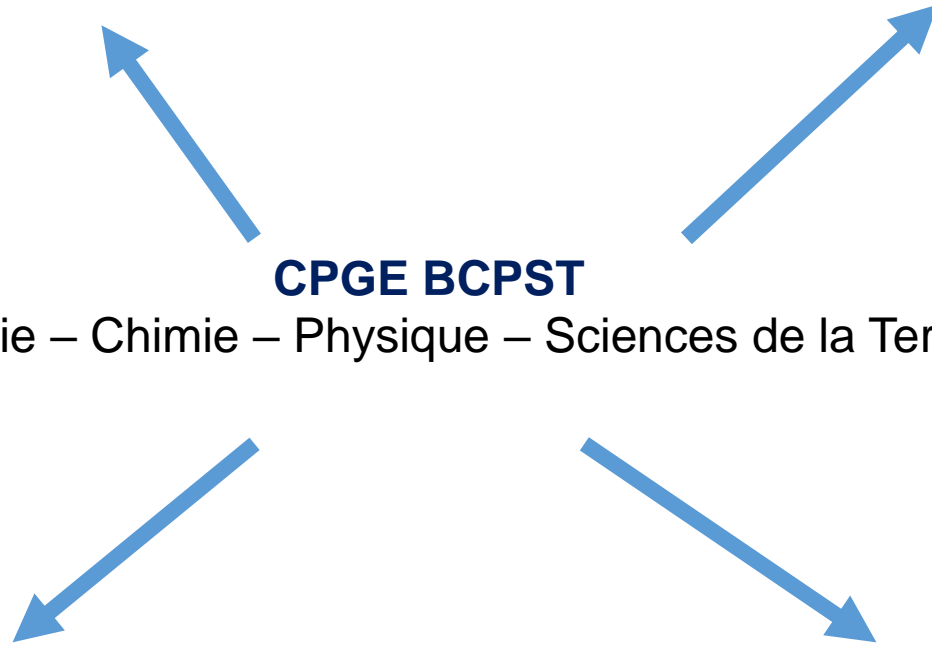 CPGE BCPST
ie – Chimie – Physique – Sciences de la Ter